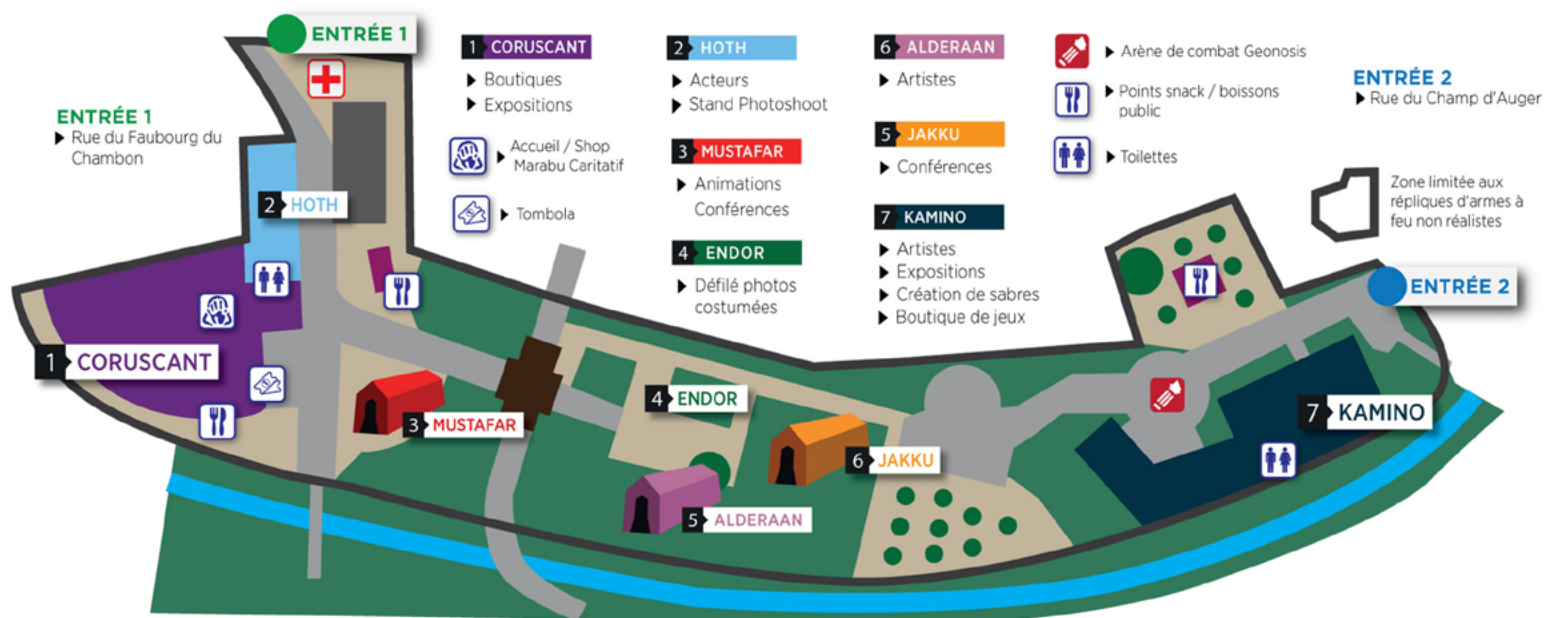 ENTRÉE 1
ENTRÉE 1
▶ Rue du Faubourg du
Chambon
1 CORUSCANT
▶ Boutiques
▶ Expositions
▶ Accueil / Shop
Marabu Caritatif
▶ Tombola
2 HOTH
▶ Acteurs
▶ Stand Photoshoot
3 MUSTAFAR
▶ Animations
Conférences
4 ENDOR
▶ Défilé photos
costumées
6 ALDERAAN
▶ Artistes
5 JAKKU
▶ Conférences
7 KAMINO
▶ Artistes
▶ Expositions
▶ Création de sabres
▶ Boutique de jeux
▶ Arène de combat Geonosis
▶ Points snack / boissons
public
▶ Toilettes
ENTRÉE 2
▶ Rue du Champ d'Auger
Zone limitée aux
répliques d'armes à
feu non réalistes
2 HOTH
ENTRÉE 2
1 CORUSCANT
3 MUSTAFAR
4 ENDOR
5 ALDERAAN
6 JAKKU
7 KAMINO